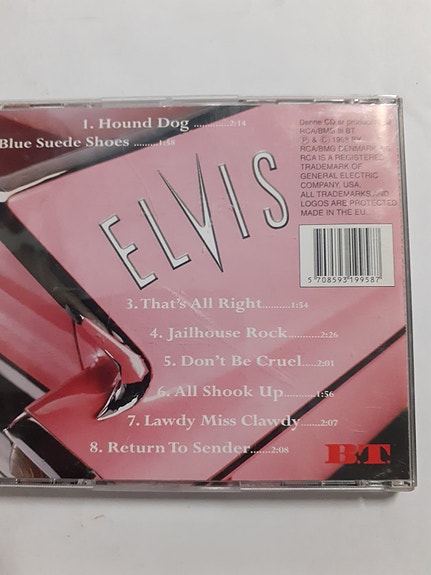 1. Hound Dog ............2:14
Blue Suede Shoes .........1:58
Denne CD er produceret
RCA/BMG til BT
RCA/BMG DENMARK
RCA IS A REGISTERED
TRADEMARK OF
GENERAL ELECTRIC
COMPANY, USA.
ALL TRADEMARKS AND
LOGOS ARE PROTECTED
MADE IN THE EU.
ELVIS
5 708593 199587
3. That's All Right..........1:54
4. Jailhouse Rock........2:26
5. Don't Be Cruel.......2:01
6. All Shook Up.........1:56
7. Lawdy Miss Clawdy.......2:07
8. Return To Sender......2:08
B.T.